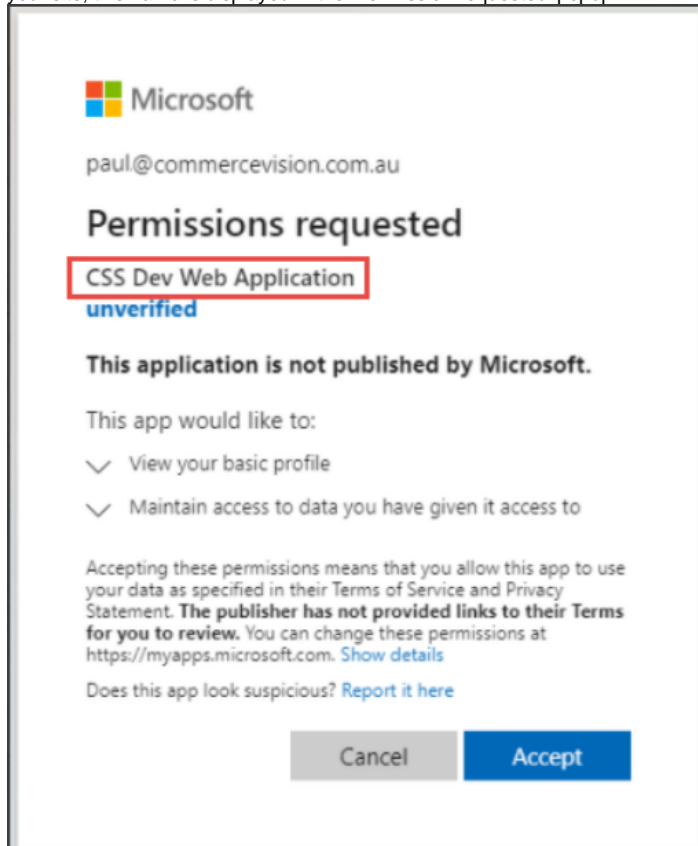 Microsoft
paul@commercevision.com.au
Permissions requested
CSS Dev Web Application
unverified
This application is not published by Microsoft.
This app would like to:
View your basic profile
Maintain access to data you have given it access to
Accepting these permissions means that you allow this app to use
your data as specified in their Terms of Service and Privacy
Statement. The publisher has not provided links to their Terms
for you to review. You can change these permissions at
https://myapps.microsoft.com. Show details
Does this app look suspicious? Report it here
Cancel Accept